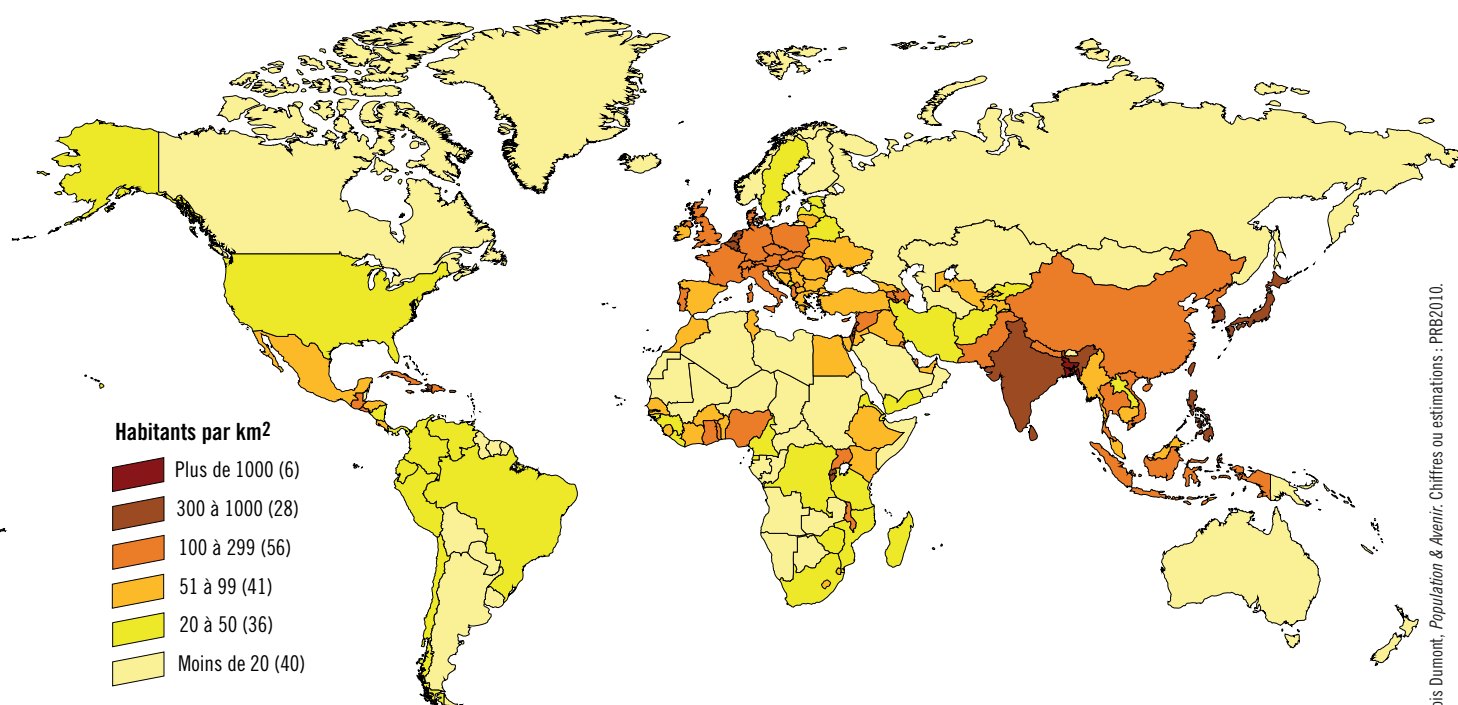 Habitants par km2
Plus de 1000 (6)
300 à 1000 (28)
100 à 299 (56)
51 à 99 (41)
20 à 50 (36)
Moins de 20 (40)
Dumont, Population & Avenir. Chiffres ou estimations : PRB2010.